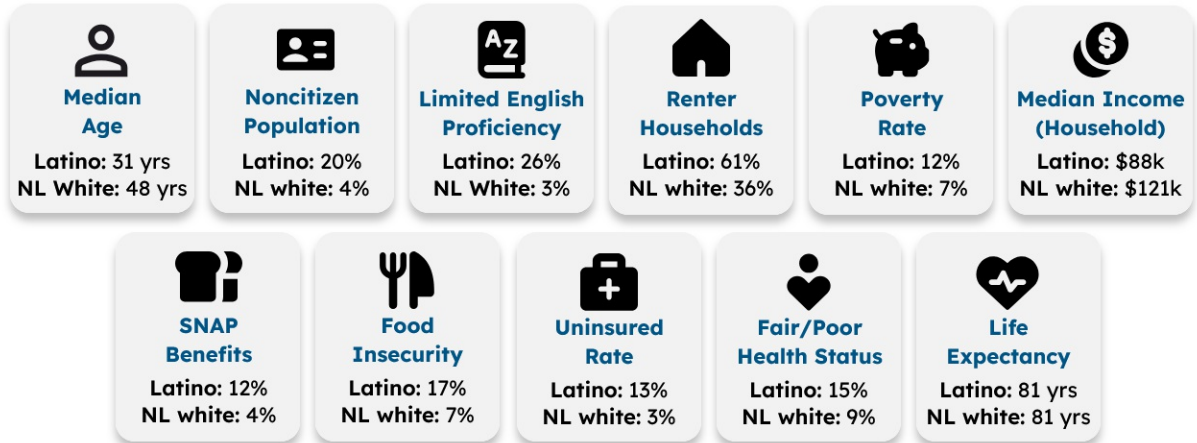 AZ
Median
Age
Latino: 31 yrs
NL White: 48 yrs
Noncitizen
Population
Latino: 20%
NL white: 4%
Limited English
Proficiency
Latino: 26%
NL White: 3%
Renter
Households
Latino: 61%
NL white: 36%
Poverty
Rate
Latino: 12%
NL white: 7%
$
Median Income
(Household)
Latino: $88k
NL white: $121k
SNAP
Benefits
Latino: 12%
NL white: 4%
Food
Insecurity
Latino: 17%
NL white: 7%
Uninsured
Rate
Latino: 13%
NL white: 3%
Fair/Poor
Health Status
Latino: 15%
NL white: 9%
Life
Expectancy
Latino: 81 yrs
NL white: 81 yrs